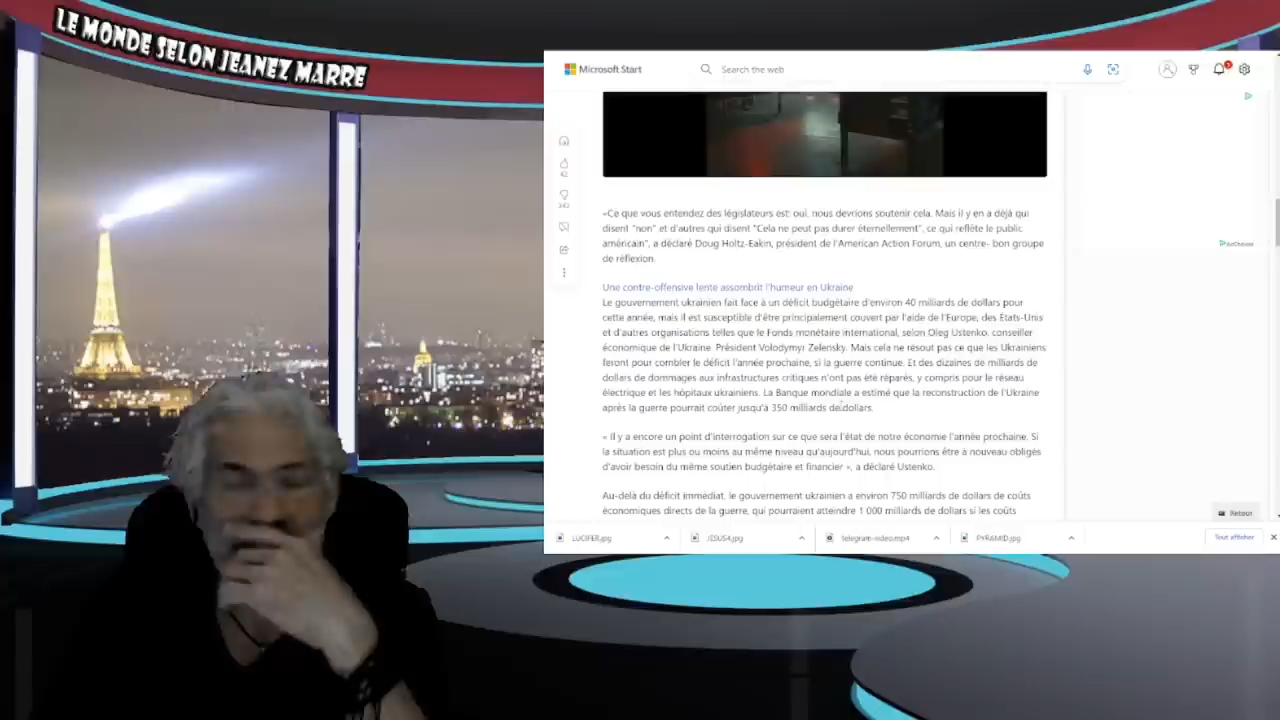 LE MONDE SELON JEANEZ MARRE
Microsoft Start
Search the web
«Ce que vous entendez des législateurs est: oui, nous devrions soutenir cela. Mais il y en a déjà qui
disent "non" et d'autres qui disent "Cela ne peut pas durer éternellement", ce qui reflète le public
américain", a déclaré Doug Holtz-Eakin, président de l'American Action Forum, un centre- bon groupe
de réflexion.
Une contre-offensive lente assombrit l'humeur en Ukraine
Le gouvernement ukrainien fait face à un déficit budgétaire d'environ 40 milliards de dollars pour
cette année, mais il est susceptible d'être principalement couvert par l'aide de l'Europe, des États-Unis
et d'autres organisations telles que le Fonds monétaire international, selon Oleg Ustenko, conseiller
économique de l'Ukraine. Président Volodymyr Zelensky. Mais cela ne résout pas ce que les Ukrainiens
feront pour combler le déficit l'année prochaine, si la guerre continue. Et des dizaines de milliards de
dollars de dommages aux infrastructures critiques n'ont pas été réparés, y compris pour le réseau
électrique et les hôpitaux ukrainiens. La Banque mondiale a estimé que la reconstruction de l'Ukraine
après la guerre pourrait coûter jusqu'à 350 milliards de dollars.
« Il y a encore un point d'interrogation sur ce que sera l'état de notre économie l'année prochaine. Si
la situation est plus ou moins au même niveau qu'aujourd'hui, nous pourrions être à nouveau obligés
d'avoir besoin du même soutien budgétaire et financier », a déclaré Ustenko.
Au-delà du déficit immédiat, le gouvernement ukrainien a environ 750 milliards de dollars de coûts
économiques directs de la guerre, qui pourraient atteindre 1 000 milliards de dollars si les coûts
Retour
LUCIFER.jpg
JESUS4.jpg
telegram-video.mp4
PYRAMID.jpg
Tout afficher